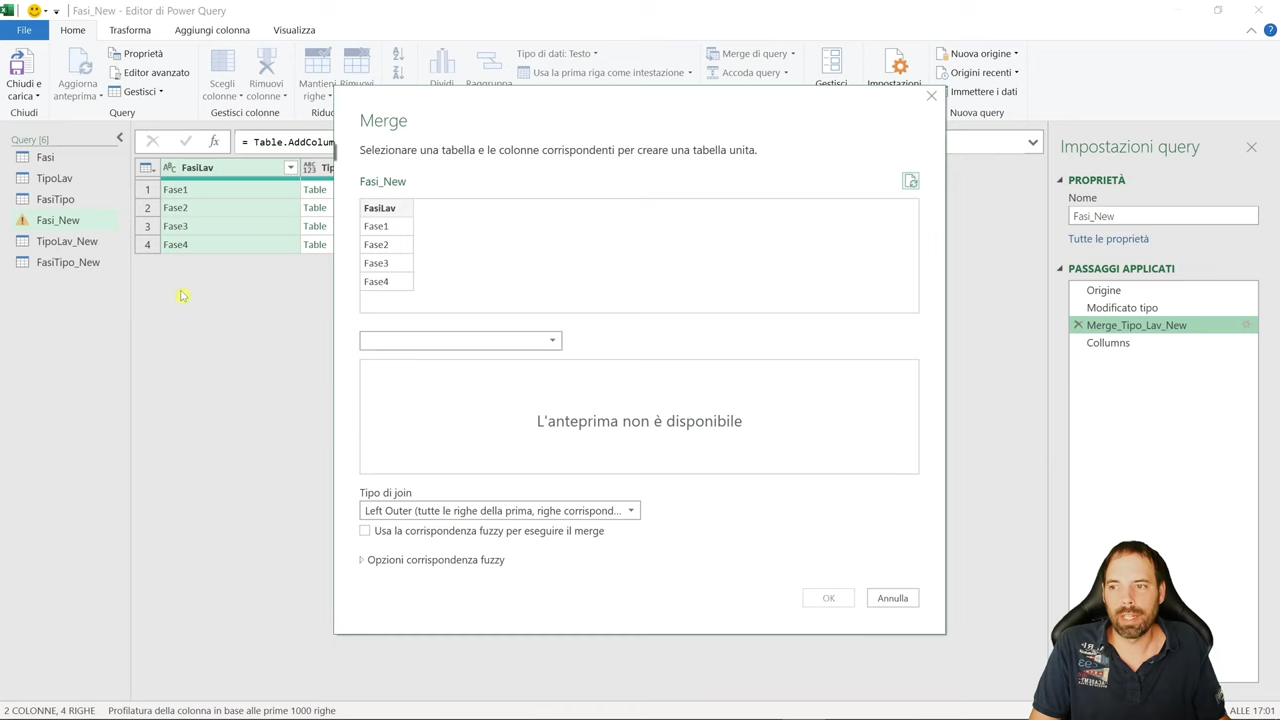 Fasi_New - Editor di Power Query
File
Home
Trasforma
Aggiungi colonna
Visualizza
Chiudi e
carica
Chiudi
Aggiorna
anteprima
Proprietà
Editor avanzato
Gestisci
Query
Scegli
colonne
Rimuovi
colonne
Gestisci colonne
Mantieni
righe
Rimuovi
Dividi
Raggruppa
Tipo di dati: Testo
Usa la prima riga come intestazione
Merge di query
Accoda query
Gestisci
Impostazioni
Nuova origine
Origini recenti
Immettere i dati
Nuova query
Query [6]
Fasi
TipoLav
FasiTipo
Fasi_New
TipoLav_New
FasiTipo_New
fx
= Table.AddColum
ABC
FasiLav
ABC
123
1 Fase1 Table
2 Fase2 Table
3 Fase3 Table
4 Fase4 Table
Merge
Selezionare una tabella e le colonne corrispondenti per creare una tabella unita.
Fasi_New
FasiLav
Fase1
Fase2
Fase3
Fase4
L'anteprima non è disponibile
Tipo di join
Left Outer (tutte le righe della prima, righe corrispond...
Usa la corrispondenza fuzzy per eseguire il merge
Opzioni corrispondenza fuzzy
OK
Annulla
Impostazioni query
PROPRIETÀ
Nome
Fasi_New
Tutte le proprietà
PASSAGGI APPLICATI
Origine
Modificato tipo
Merge_Tipo_Lav_New
Collumns
2 COLONNE, 4 RIGHE
Profilatura della colonna in base alle prime 1000 righe
ALLE 17:01